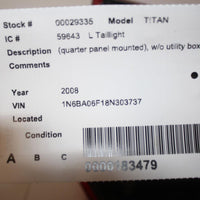 Stock # 00029335 Model TITAN
IC # 59643 L Taillight
Description (quarter panel mounted), w/o utility box
Comments
Year 2008
VIN 1N6BA06F18N303737
Located
Condition
A B C
0000183479